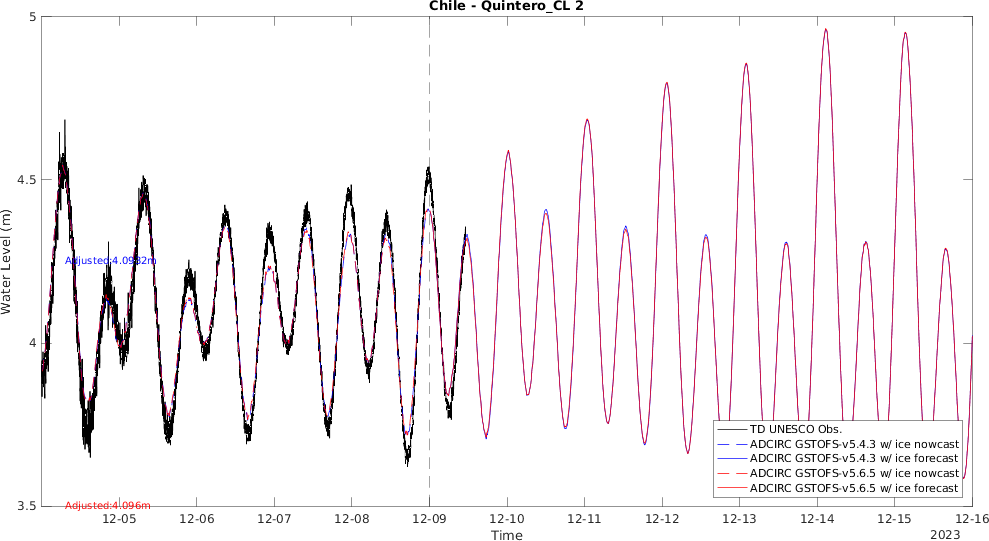 Chile - Quintero_CL 2
5
4.5
4
3.5
Water Level (m)
Adjusted:4.0982m
Adjusted:4.096m
TD UNESCO Obs.
ADCIRC GSTOFS-v5.4.3 w/ ice nowcast
ADCIRC GSTOFS-v5.4.3 w/ ice forecast
ADCIRC GSTOFS-v5.6.5 w/ ice nowcast
ADCIRC GSTOFS-v5.6.5 w/ ice forecast
12-05 12-06 12-07 12-08 12-09 12-10 12-11 12-12 12-13 12-14 12-15 12-16
Time
2023